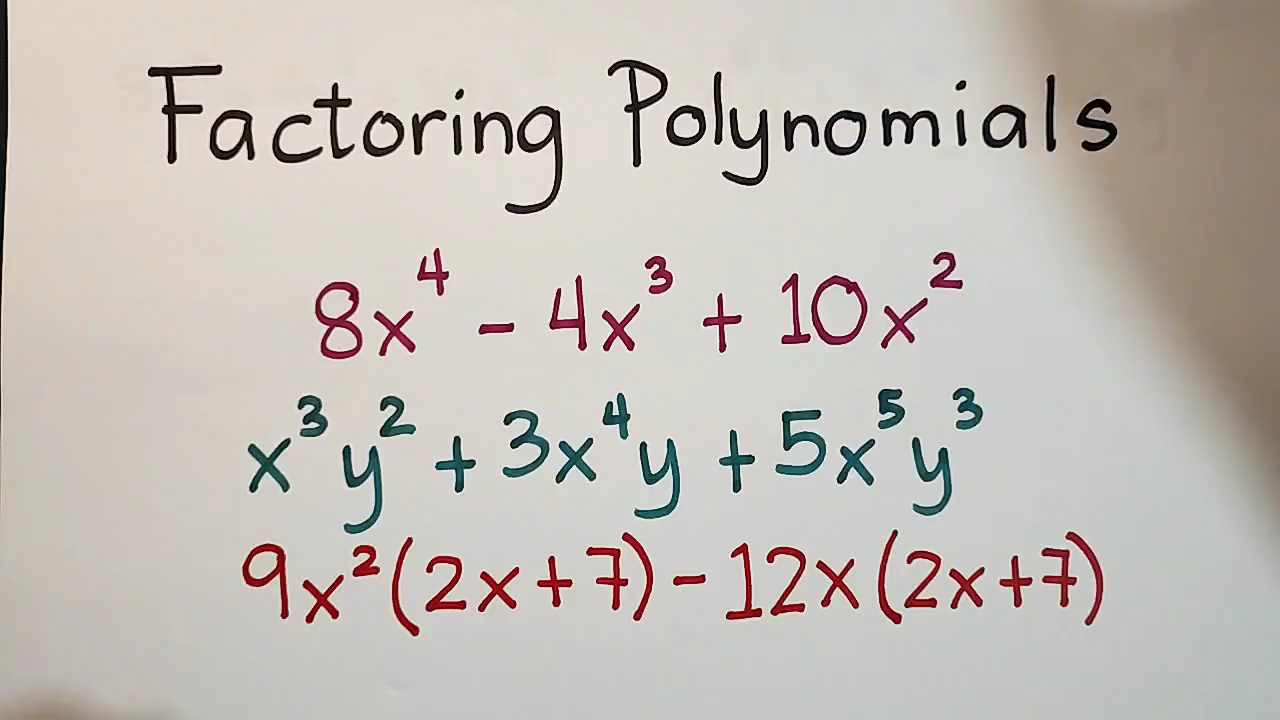 Factoring Polynomials
8x⁴ - 4x³ + 10x²
x³y² + 3x⁴y + 5x⁵y³
9x²(2x+7) - 12x(2x+7)